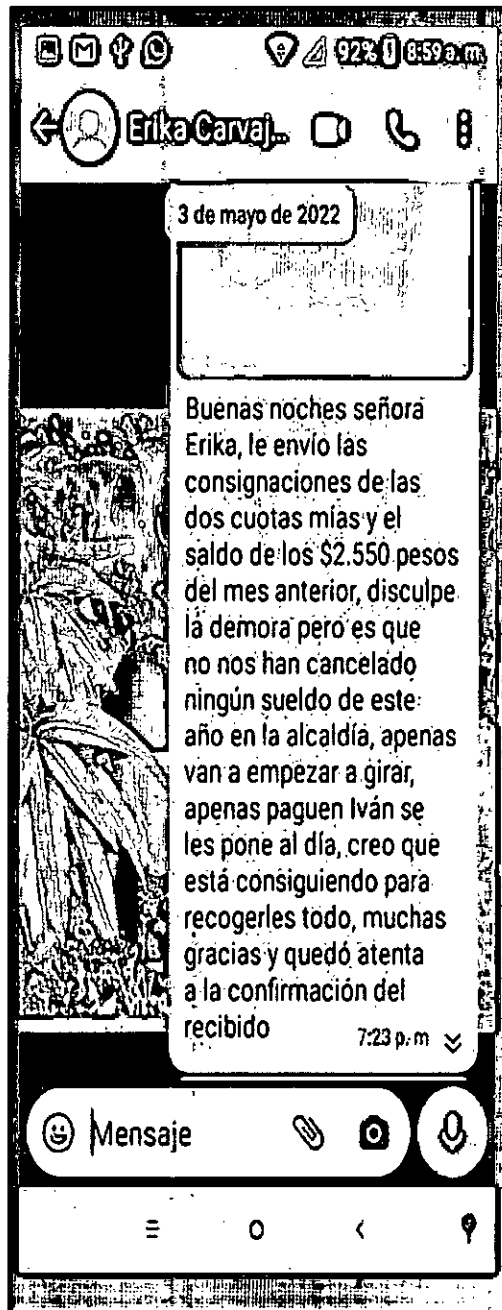 92% 8:59 a. m.
Erika Carvaj...
3 de mayo de 2022
Buenas noches señora
Erika, le envío las
consignaciones de las
dos cuotas mías y el
saldo de los $2.550 pesos
del mes anterior, disculpe
la demora pero es que
no nos han cancelado
ningún sueldo de este
año en la alcaldía, apenas
van a empezar a girar,
apenas paguen Iván se
les pone al día, creo que
está consiguiendo para
recogerles todo, muchas
gracias y quedó atenta
a la confirmación del
recibido
7:23 p. m
Mensaje